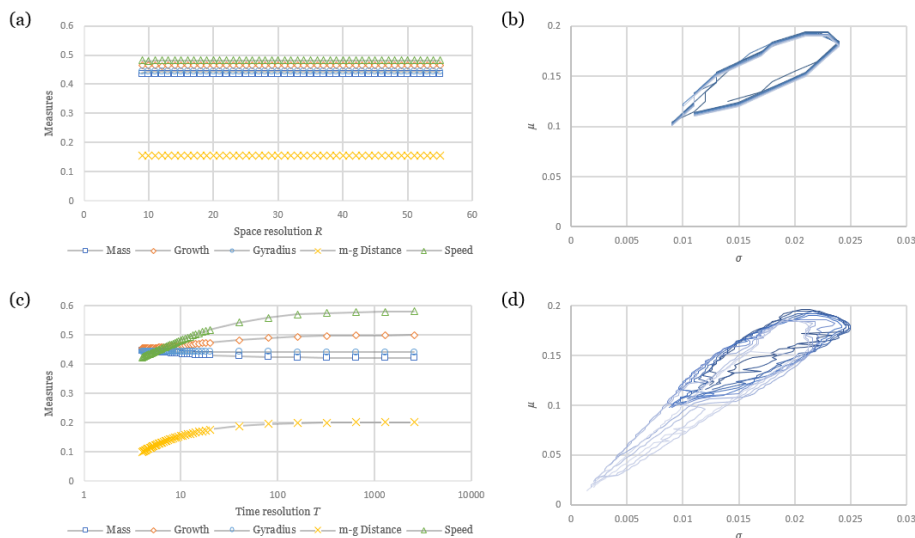 (a)
0.6
0.5
0.4
0.3
0.2
0.1
0
Measures
0 10 20 30 40 50 60
Space resolution R
Mass Growth Gyradius m-g Distance Speed
(b)
0.2
0.15
0.1
0.05
0
μ
0 0.005 0.01 0.015 0.02 0.025 0.03
σ
(c)
0.6
0.5
0.4
0.3
0.2
0.1
0
Measures
1 10 100 1000 10000
Time resolution T
Mass Growth Gyradius m-g Distance Speed
(d)
0.2
0.15
0.1
0.05
0
μ
0 0.005 0.01 0.015 0.02 0.025 0.03
σ